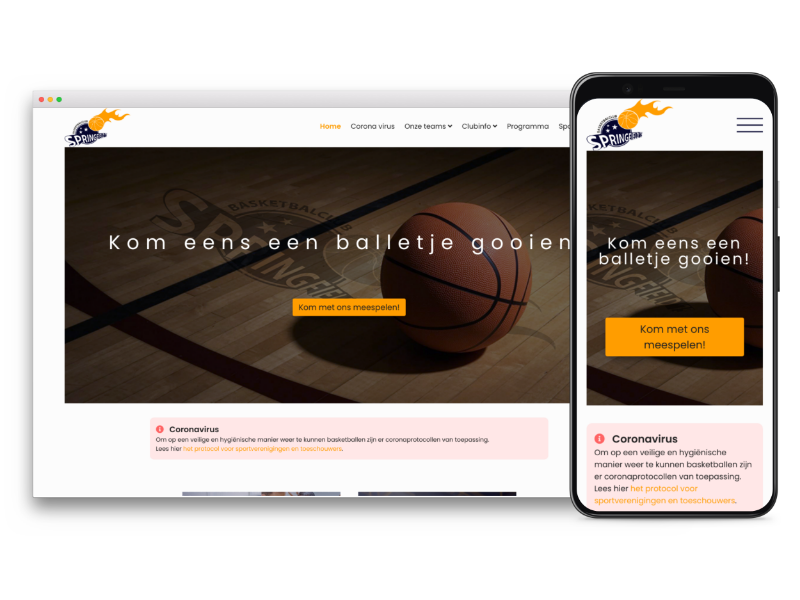 Home Corona virus Onze teams Clubinfo Programma
Kom eens een balletje gooien
Kom met ons meespelen!
Coronavirus
Om op een veilige en hygiënische manier weer te kunnen basketballen zijn er coronaprotocollen van toepassing.
Lees hier het protocol voor sportverenigingen en toeschouwers.
BASKETBALCLUB
Kom eens een
balletje gooien!
Kom met ons
meespelen!
Coronavirus
Om op een veilige en hygiënische
manier weer te kunnen basketballen zijn
er coronaprotocollen van toepassing.
Lees hier het protocol voor
sportverenigingen en toeschouwers.